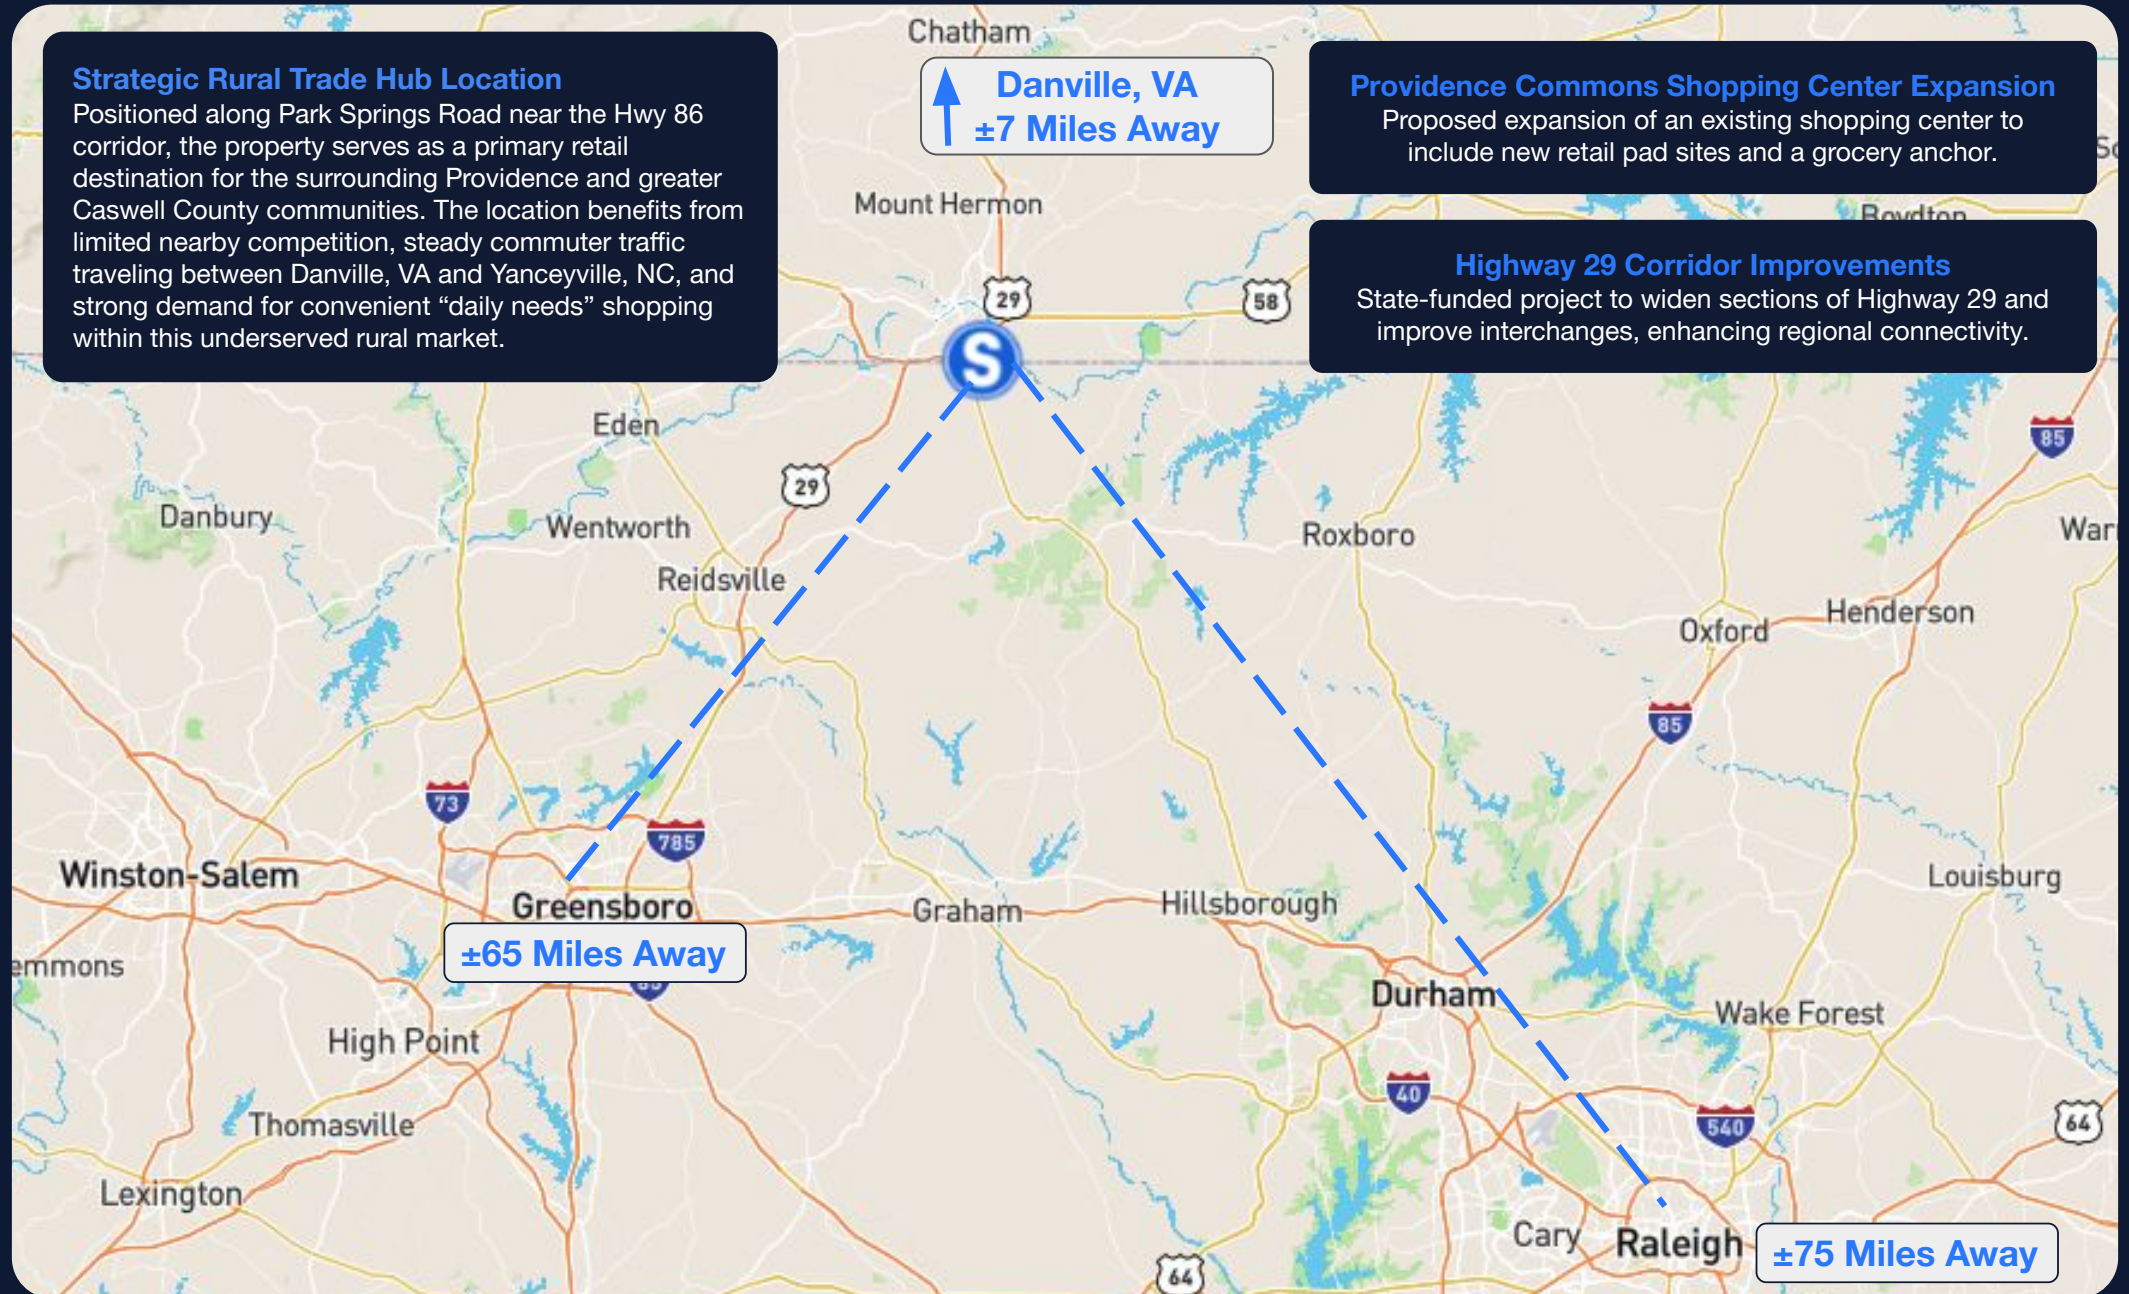 Strategic Rural Trade Hub Location
Positioned along Park Springs Road near the Hwy 86
corridor, the property serves as a primary retail
destination for the surrounding Providence and greater
Caswell County communities. The location benefits from
limited nearby competition, steady commuter traffic
traveling between Danville, VA and Yanceyville, NC, and
strong demand for convenient “daily needs” shopping
within this underserved rural market.
Chatham
Danville, VA
±7 Miles Away
Providence Commons Shopping Center Expansion
Proposed expansion of an existing shopping center to
include new retail pad sites and a grocery anchor.
Mount Hermon
Boydton
Highway 29 Corridor Improvements
State-funded project to widen sections of Highway 29 and
improve interchanges, enhancing regional connectivity.
29
58
S
Eden
85
29
Danbury
Wentworth
Roxboro
Reidsville
Henderson
Oxford
85
73
785
Winston-Salem
Louisburg
Greensboro
Graham
Hillsborough
±65 Miles Away
emmons
85
Durham
Wake Forest
High Point
40
Thomasville
540
64
Lexington
Cary
Raleigh
±75 Miles Away
64